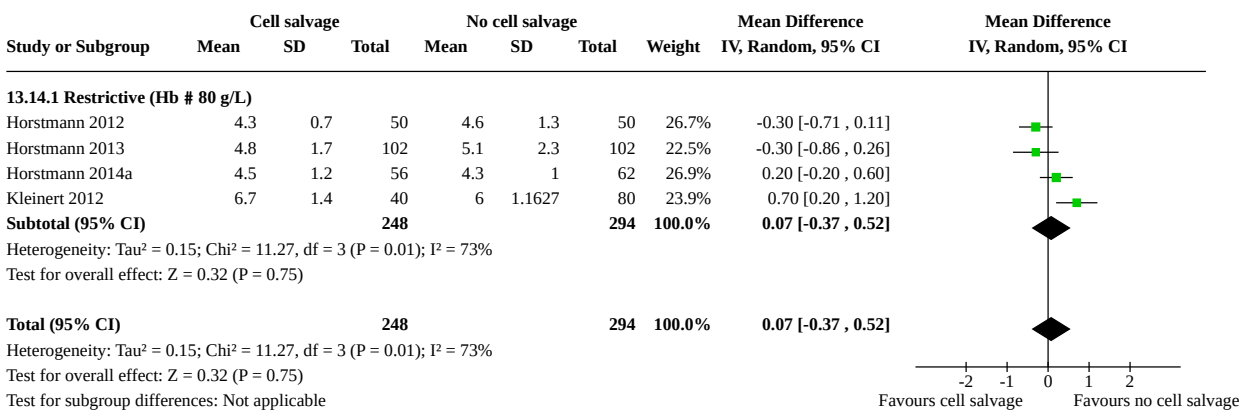 Cell salvage No cell salvage Mean Difference Mean Difference
Study or Subgroup Mean SD Total Mean SD Total Weight IV, Random, 95% CI IV, Random, 95% CI
13.14.1 Restrictive (Hb # 80 g/L)
Horstmann 2012 4.3 0.7 50 4.6 1.3 50 26.7% -0.30 [-0.71 , 0.11]
Horstmann 2013 4.8 1.7 102 5.1 2.3 102 22.5% -0.30 [-0.86 , 0.26]
Horstmann 2014a 4.5 1.2 56 4.3 1 62 26.9% 0.20 [-0.20 , 0.60]
Kleinert 2012 6.7 1.4 40 6 1.1627 80 23.9% 0.70 [0.20 , 1.20]
Subtotal (95% CI) 248 294 100.0% 0.07 [-0.37 , 0.52]
Heterogeneity: Tau² = 0.15; Chi² = 11.27, df = 3 (P = 0.01); I² = 73%
Test for overall effect: Z = 0.32 (P = 0.75)
Total (95% CI) 248 294 100.0% 0.07 [-0.37 , 0.52]
Heterogeneity: Tau² = 0.15; Chi² = 11.27, df = 3 (P = 0.01); I² = 73%
Test for overall effect: Z = 0.32 (P = 0.75) -2 -1 0 1 2
Test for subgroup differences: Not applicable Favours cell salvage Favours no cell salvage